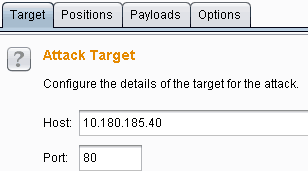 Target Positions Payloads Options
? Attack Target
Configure the details of the target for the attack.
Host: 10.180.185.40
Port: 80